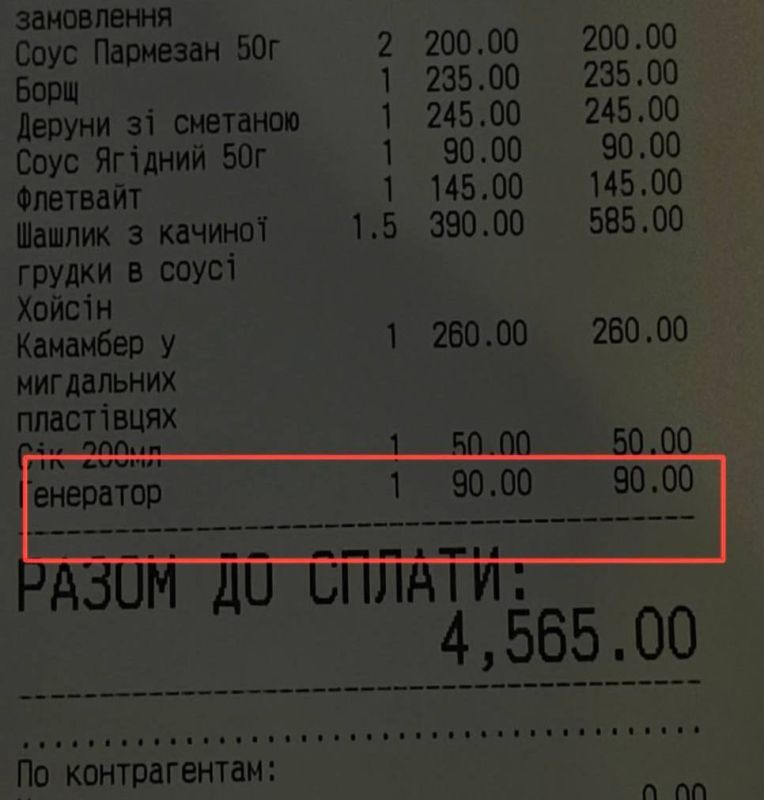 замовлення
Соус Пармезан 50г 2 200.00 200.00
Борщ 1 235.00 235.00
Деруни зі сметаною 1 245.00 245.00
Соус Ягідний 50г 1 90.00 90.00
Флетвайт 1 145.00 145.00
Шашлик з качиної 1.5 390.00 585.00
грудки в соусі
Хойсін
Камамбер у 1 260.00 260.00
мигдальних
пластівцях
Сік 200мл 1 50.00 50.00
Генератор 1 90.00 90.00
РАЗОМ ДО СПЛАТИ:
4,565.00
По контрагентам:
0.00